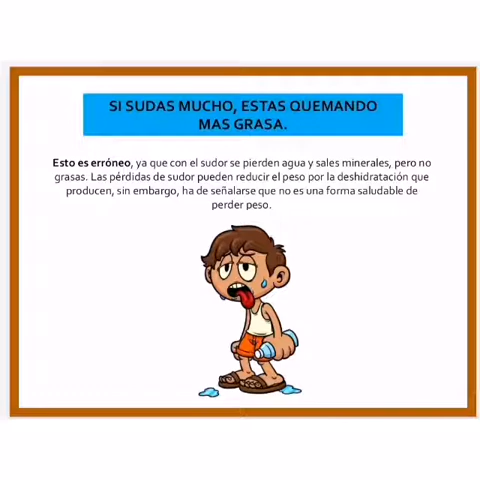 SI SUDAS MUCHO, ESTAS QUEMANDO
MAS GRASA.
Esto es erróneo, ya que con el sudor se pierden agua y sales minerales, pero no
grasas. Las pérdidas de sudor pueden reducir el peso por la deshidratación que
producen, sin embargo, ha de señalarse que no es una forma saludable de
perder peso.